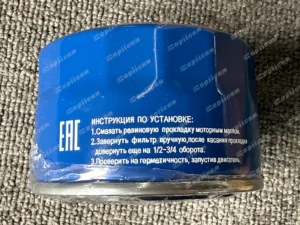 ИНСТРУКЦИЯ ПО УСТАНОВКЕ:
1.Смазать резиновую прокладку моторным маслом.
2.Завернуть фильтр вручную,после касания прокладки
довернуть еще на 1/2-3/4 оборота.
3.Проверить на герметичность, запустив двигатель.
EAC